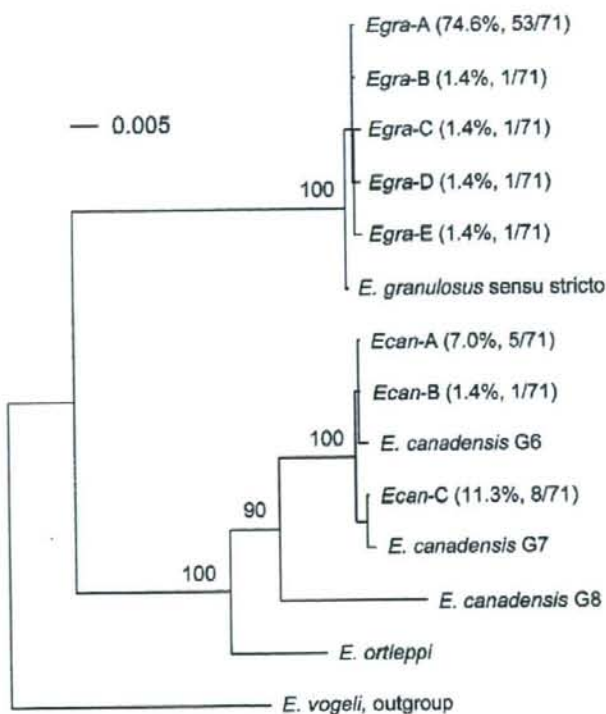 Egra-A (74.6%, 53/71)
Egra-B (1.4%, 1/71)
0.005
Egra-C (1.4%, 1/71)
100
Egra-D (1.4%, 1/71)
Egra-E (1.4%, 1/71)
E. granulosus sensu stricto
Ecan-A (7.0%, 5/71)
Ecan-B (1.4%, 1/71)
100
E. canadensis G6
Ecan-C (11.3%, 8/71)
90
E. canadensis G7
100
E. canadensis G8
E. ortleppi
E. vogeli, outgroup